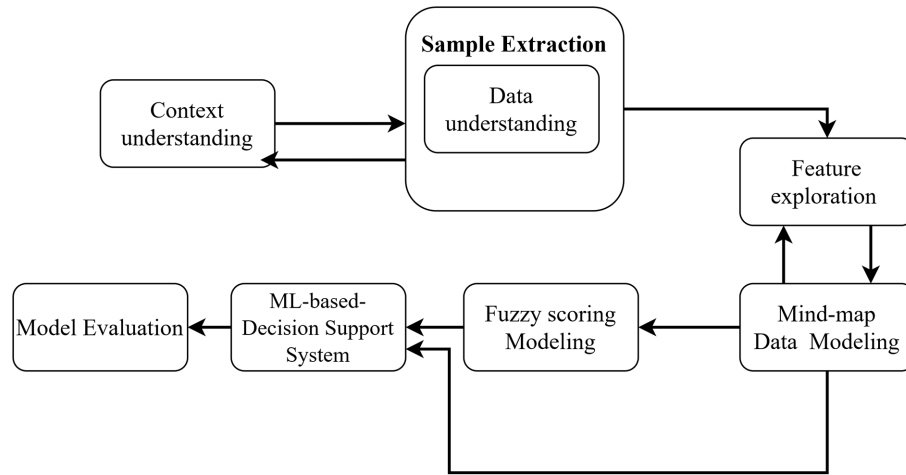 Sample Extraction
Data
understanding
Context
understanding
Feature
exploration
Mind-map
Data Modeling
Fuzzy scoring
Modeling
ML-based-
Decision Support
System
Model Evaluation